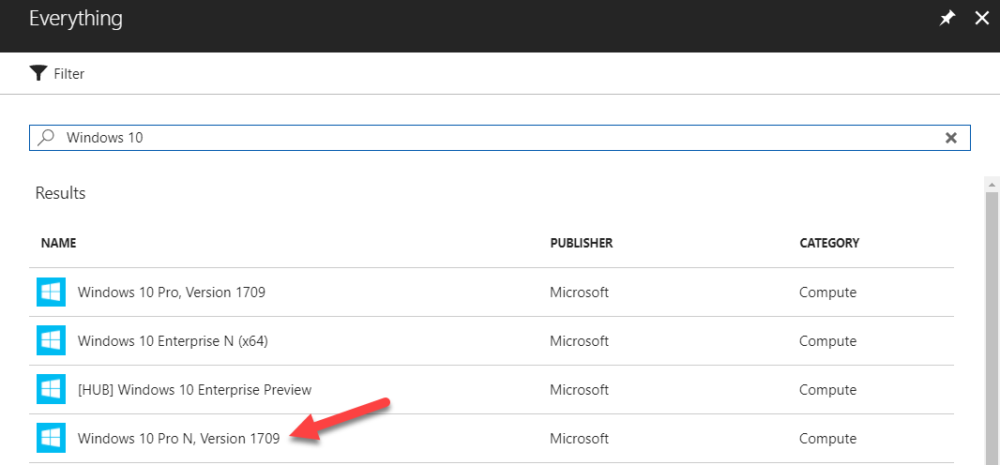 Everything
Filter
Windows 10
Results
NAME PUBLISHER CATEGORY
Windows 10 Pro, Version 1709 Microsoft Compute
Windows 10 Enterprise N (x64) Microsoft Compute
[HUB] Windows 10 Enterprise Preview Microsoft Compute
Windows 10 Pro N, Version 1709 Microsoft Compute